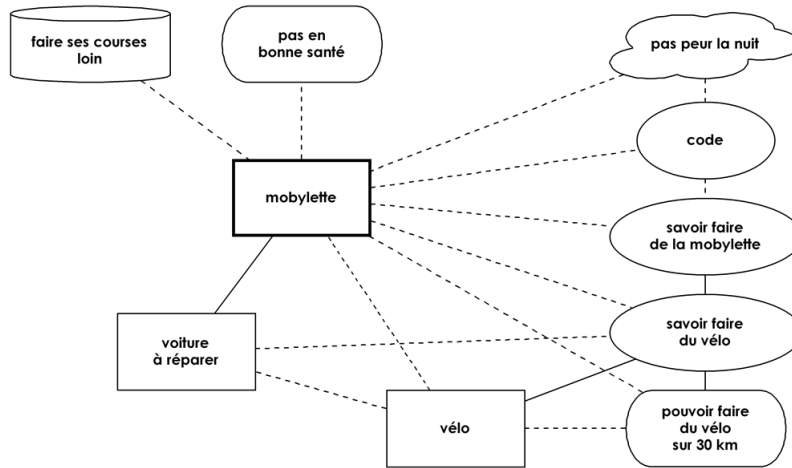 faire ses courses
loin
pas en
bonne santé
pas peur la nuit
code
mobylette
savoir faire
de la mobylette
voiture
à réparer
savoir faire
du vélo
vélo
pouvoir faire
du vélo
sur 30 km